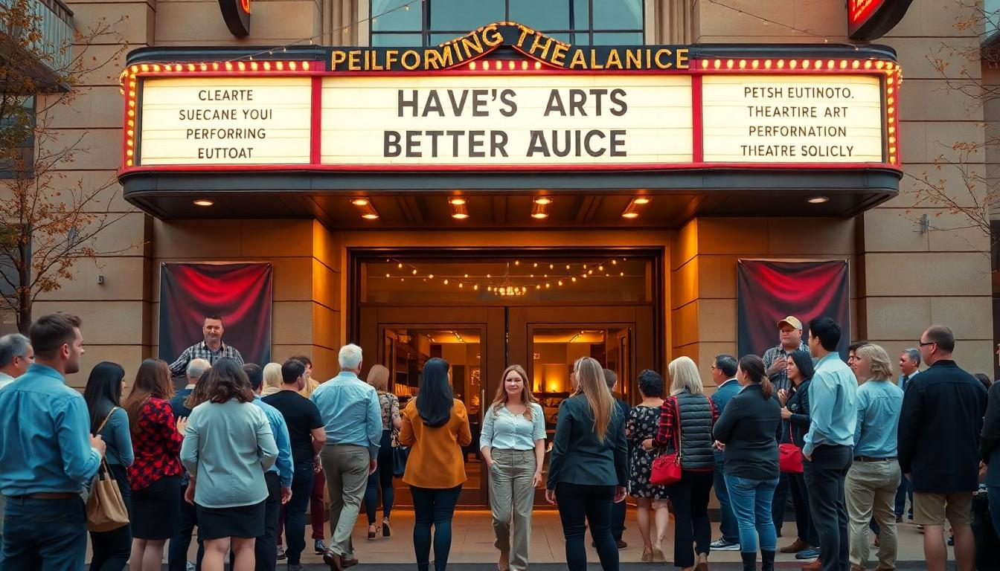 PEILFORMING THEALANICE
CLEARTE
SUECANE YOUI
PERFORRING
EUTTOAT
HAVE'S ARTS
BETTER AUICE
PETSH EUTINOTO.
THEARTIRE ART
PERFORNATION
THEATRE SOLICLY